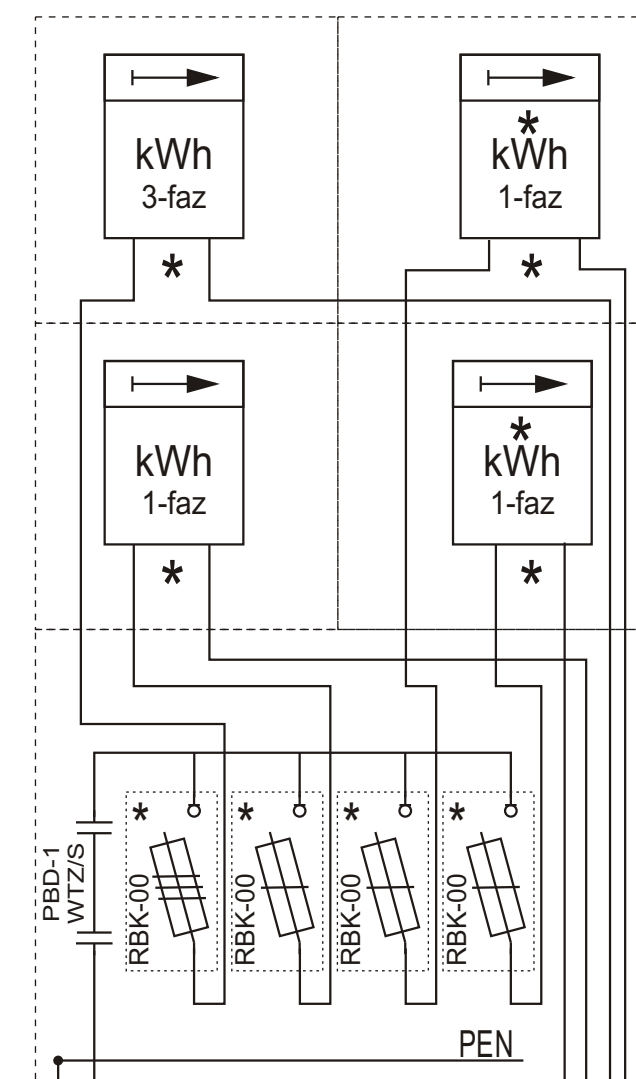 *
kWh
3-faz
*
kWh
1-faz
*
*
kWh
1-faz
*
kWh
1-faz
*
PBD-1
WTZ/S
*
RBK-00
*
RBK-00
*
RBK-00
*
RBK-00
PEN